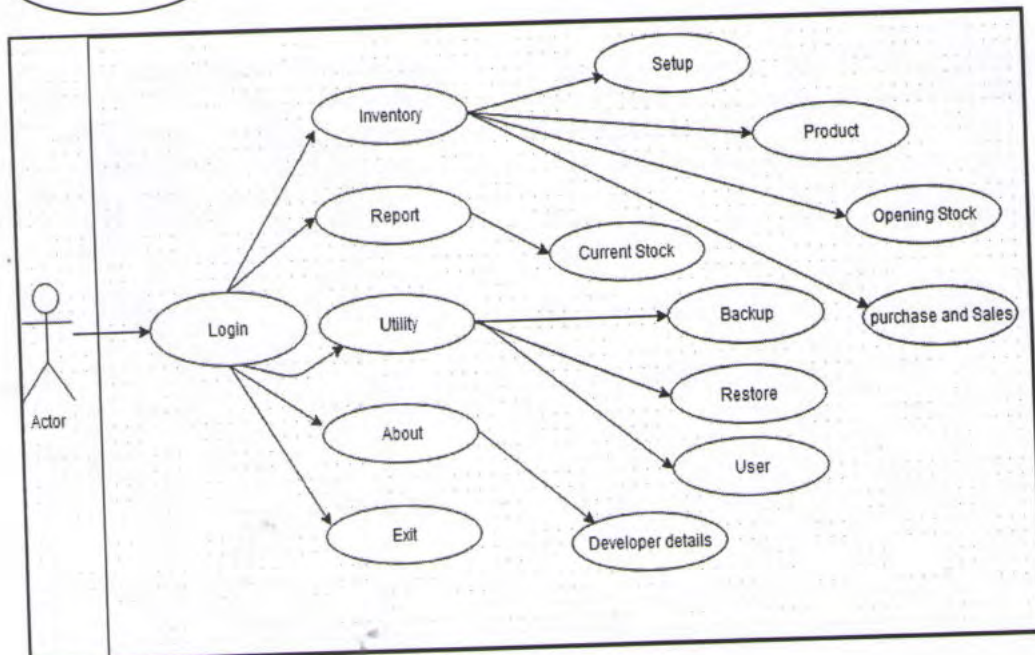 Setup
Inventory
Product
Report
Opening Stock
Current Stock
Login
Utility
Backup
purchase and Sales
Actor
About
Restore
User
Exit
Developer details